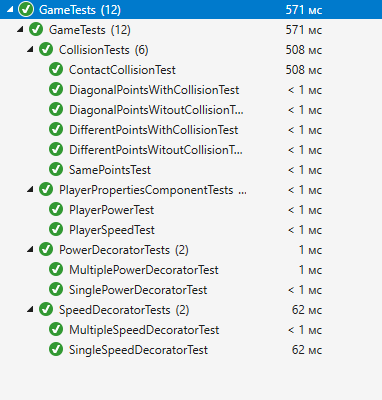 GameTests (12) 571 мс
GameTests (12) 571 мс
CollisionTests (6) 508 мс
ContactCollisionTest 508 мс
DiagonalPointsWithCollisionTest < 1 мс
DiagonalPointsWitoutCollisionT... < 1 мс
DifferentPointsWithCollisionTest < 1 мс
DifferentPointsWitoutCollisionT... < 1 мс
SamePointsTest < 1 мс
PlayerPropertiesComponentTests ... < 1 мс
PlayerPowerTest < 1 мс
PlayerSpeedTest < 1 мс
PowerDecoratorTests (2) 1 мс
MultiplePowerDecoratorTest 1 мс
SinplePowerDecoratorTest < 1 мс
SpeedDecoratorTests (2) 62 мс
MultipleSpeedDecoratorTest < 1 мс
SingleSpeedDecoratorTest 62 мс